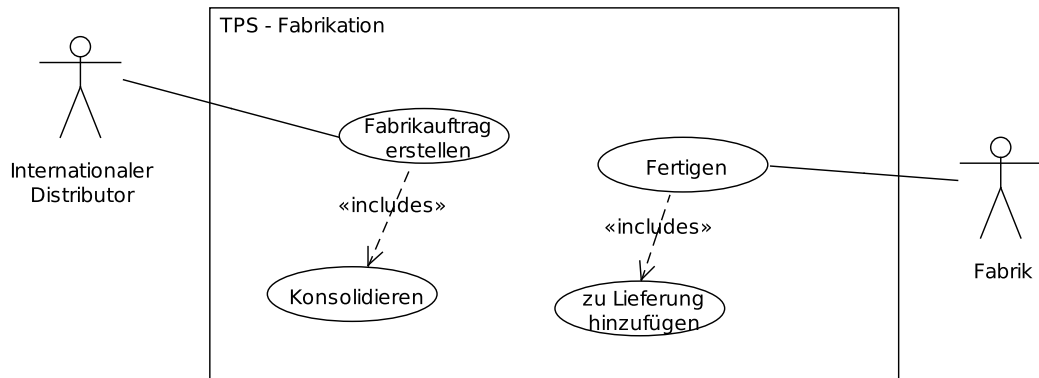 TPS - Fabrikation
Internationaler
Distributor
Fabrikauftrag
erstellen
«includes»
Konsolidieren
Fertigen
«includes»
zu Lieferung
hinzufügen
Fabrik